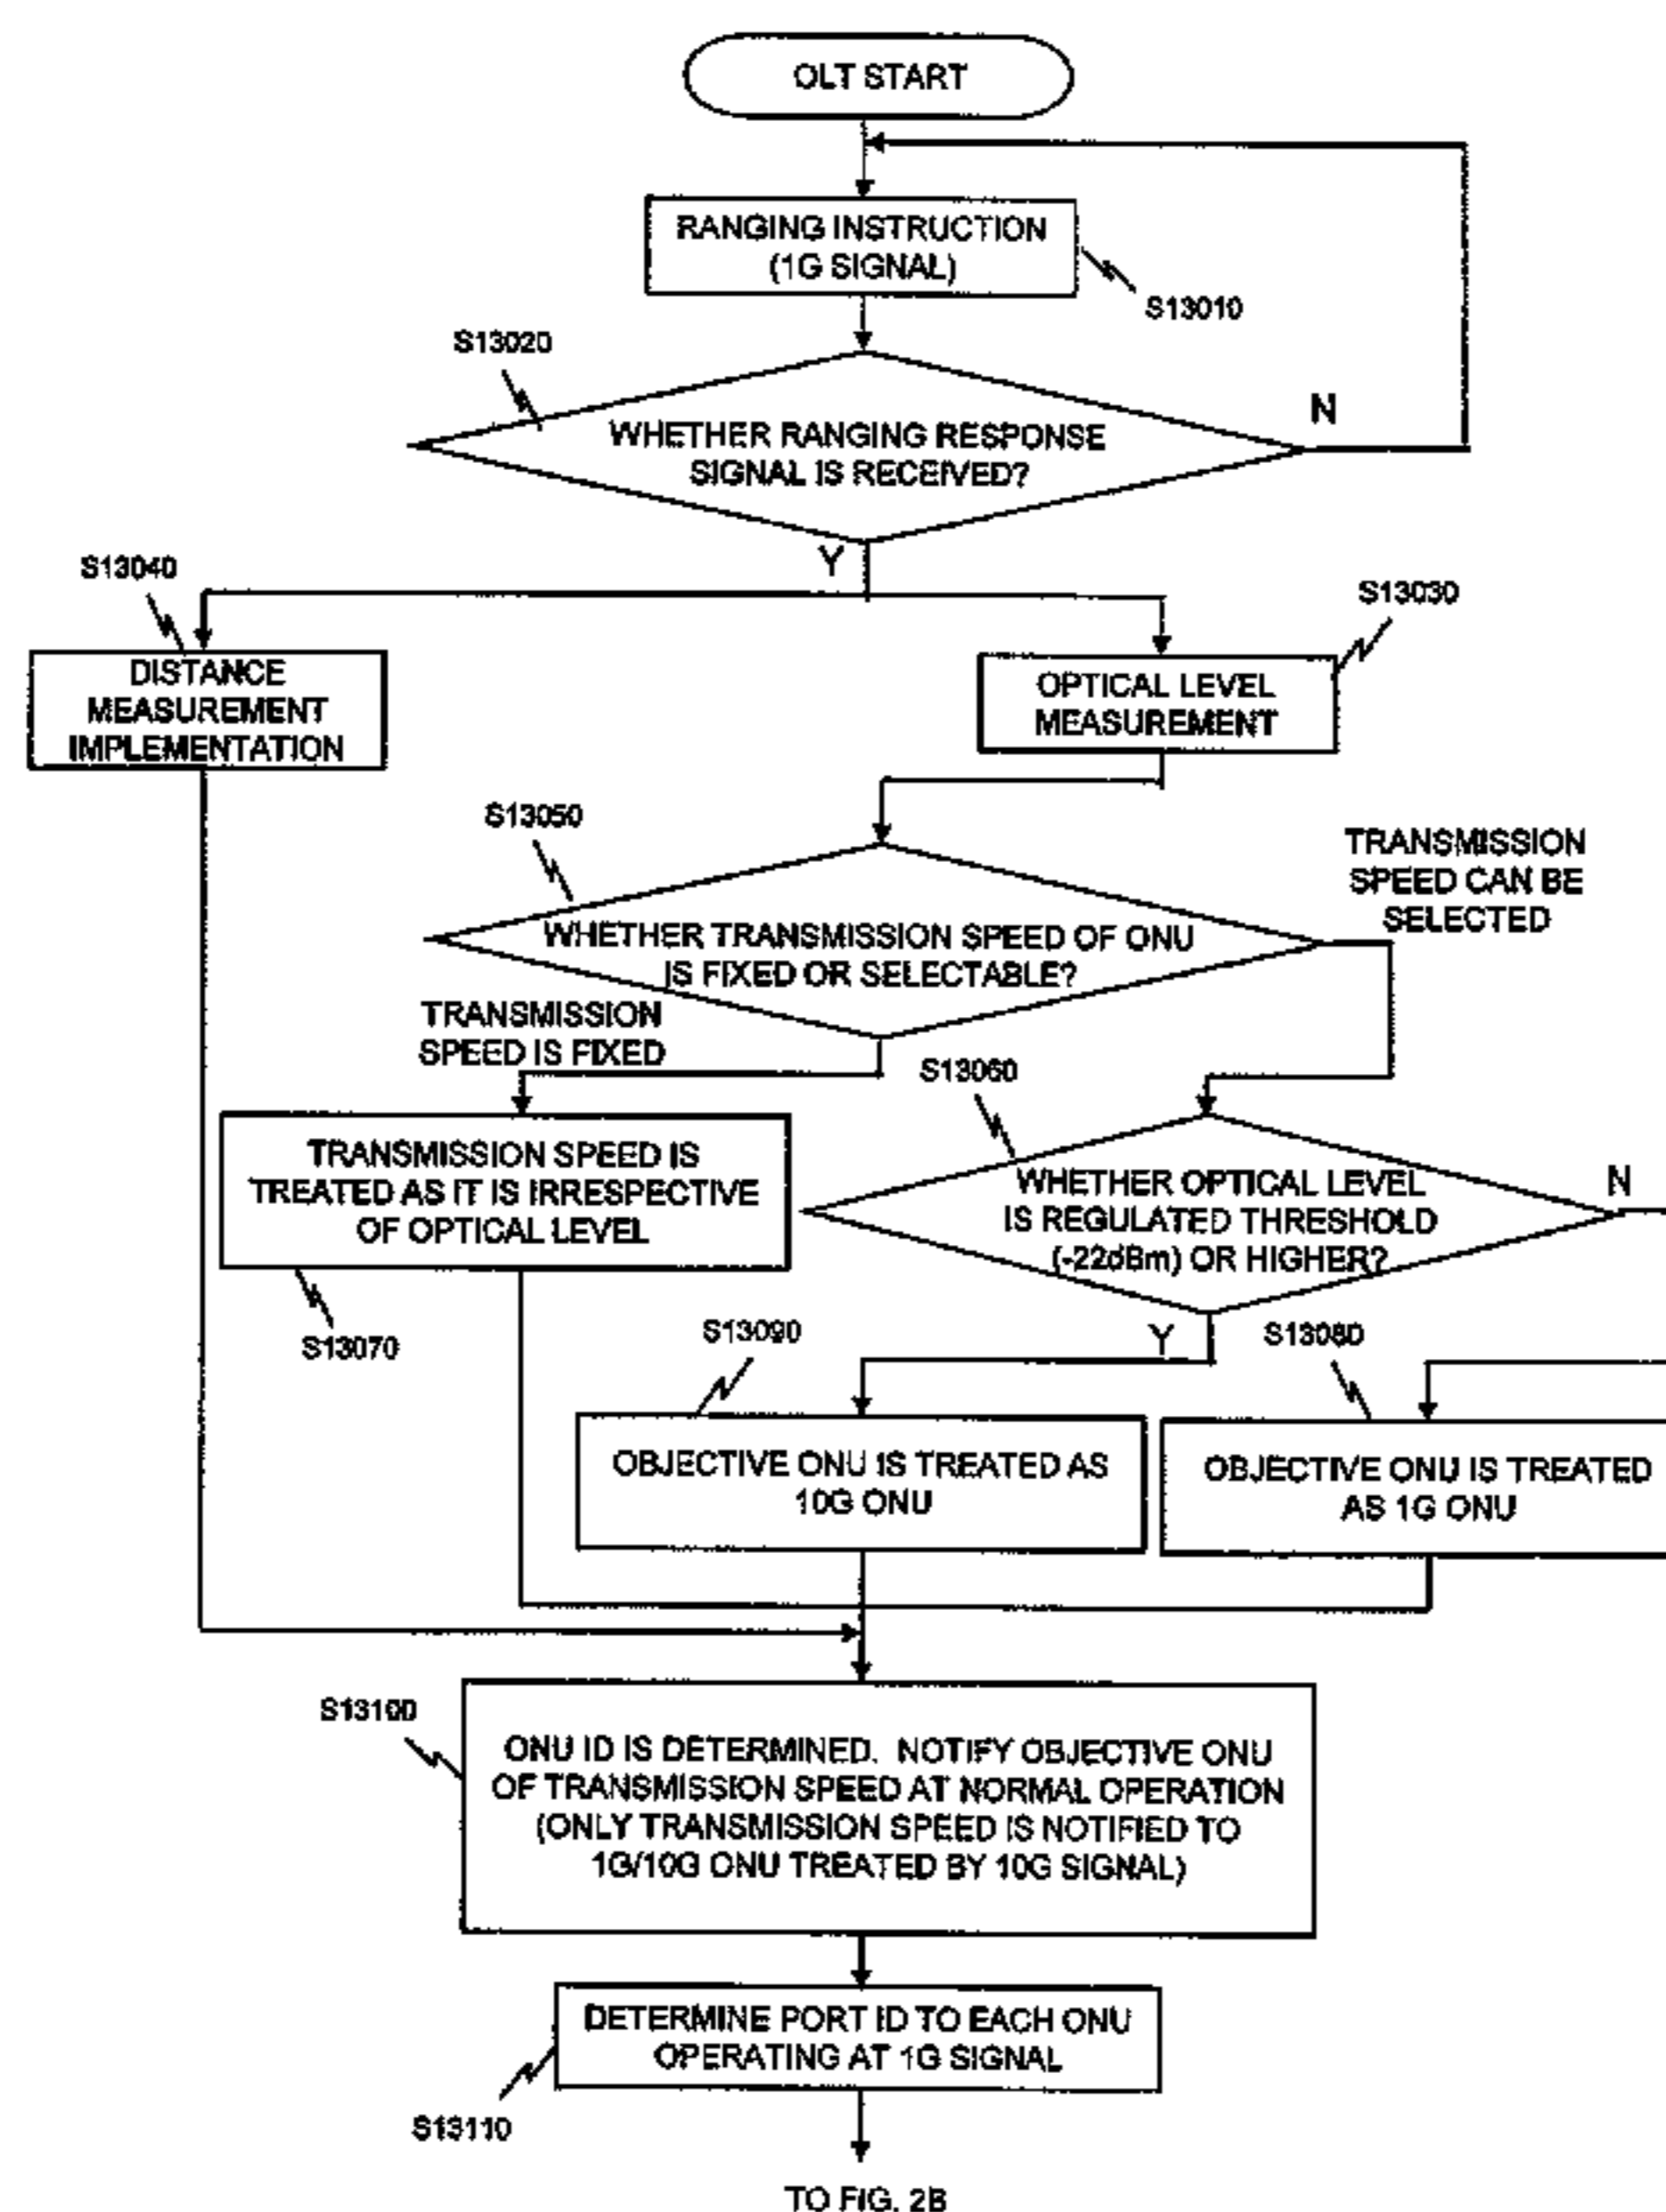 OLT START
RANGING INSTRUCTION
(1G SIGNAL)
S13010
S13020
N
WHETHER RANGING RESPONSE
SIGNAL IS RECEIVED?
Y
S13040
S13030
DISTANCE
MEASUREMENT
IMPLEMENTATION
OPTICAL LEVEL
MEASUREMENT
S13050
TRANSMISSION
SPEED CAN BE
SELECTED
WHETHER TRANSMISSION SPEED OF ONU
IS FIXED OR SELECTABLE?
TRANSMISSION
SPEED IS FIXED
S13060
TRANSMISSION SPEED IS
TREATED AS IT IS IRRESPECTIVE
OF OPTICAL LEVEL
WHETHER OPTICAL LEVEL
IS REGULATED THRESHOLD
(-22dBm) OR HIGHER?
N
S13070
S13090
Y
S13080
OBJECTIVE ONU IS TREATED AS
10G ONU
OBJECTIVE ONU IS TREATED
AS 1G ONU
S13100
ONU ID IS DETERMINED. NOTIFY OBJECTIVE ONU
OF TRANSMISSION SPEED AT NORMAL OPERATION
(ONLY TRANSMISSION SPEED IS NOTIFIED TO
1G/10G ONU TREATED BY 10G SIGNAL)
DETERMINE PORT ID TO EACH ONU
OPERATING AT 1G SIGNAL
S13110
TO FIG. 2B